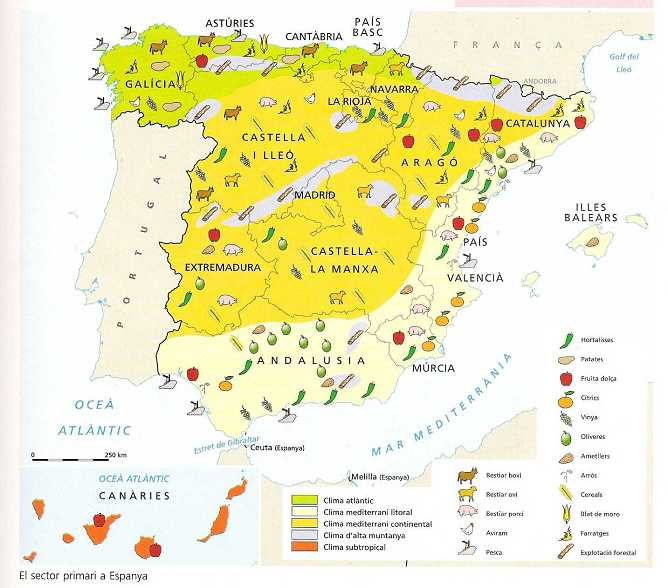 ASTÚRIES
CANTÀBRIA
PAÍS
BASC
FRANÇA
Golf del
Lleó
GALÍCIA
NAVARRA
ANDORRA
LA RIOJA
CATALUNYA
CASTELLA
I LLEÓ
ARAGÓ
PORTUGAL
MADRID
ILLES
BALEARS
PAÍS
VALENCIÀ
EXTREMADURA
CASTELLA-
LA MANXA
ANDALUSIA
MÚRCIA
OCEÀ
ATLÀNTIC
MAR MEDITERRÀNIA
Estret de Gibraltar
Ceuta (Espanya)
Melilla (Espanya)
0 250 km
OCEÀ ATLÀNTIC
CANÀRIES
Clima atlàntic
Clima mediterrani litoral
Clima mediterrani continental
Clima d'alta muntanya
Clima subtropical
Bestiar boví
Bestiar oví
Bestiar porcí
Aviram
Pesca
Hortalisses
Patates
Fruita dolça
Cítrics
Vinya
Oliveres
Ametllers
Arròs
Cereals
Blat de moro
Farratges
Explotació forestal
El sector primari a Espanya